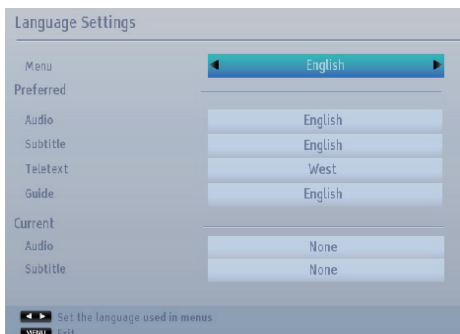 Language Settings
Menu English
Preferred
Audio English
Subtitle English
Teletext West
Guide English
Current
Audio None
Subtitle None
Set the language used in menus
MENU Exit